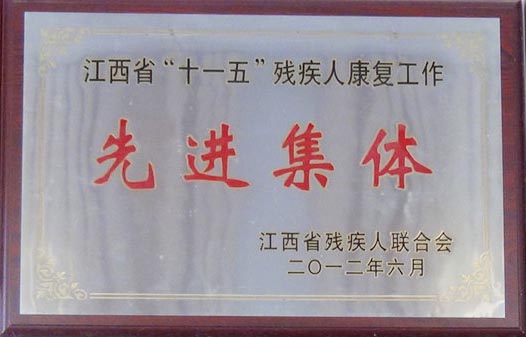 江西省“十一五”残疾人康复工作
先进集体
江西省残疾人联合会
二〇一二年六月